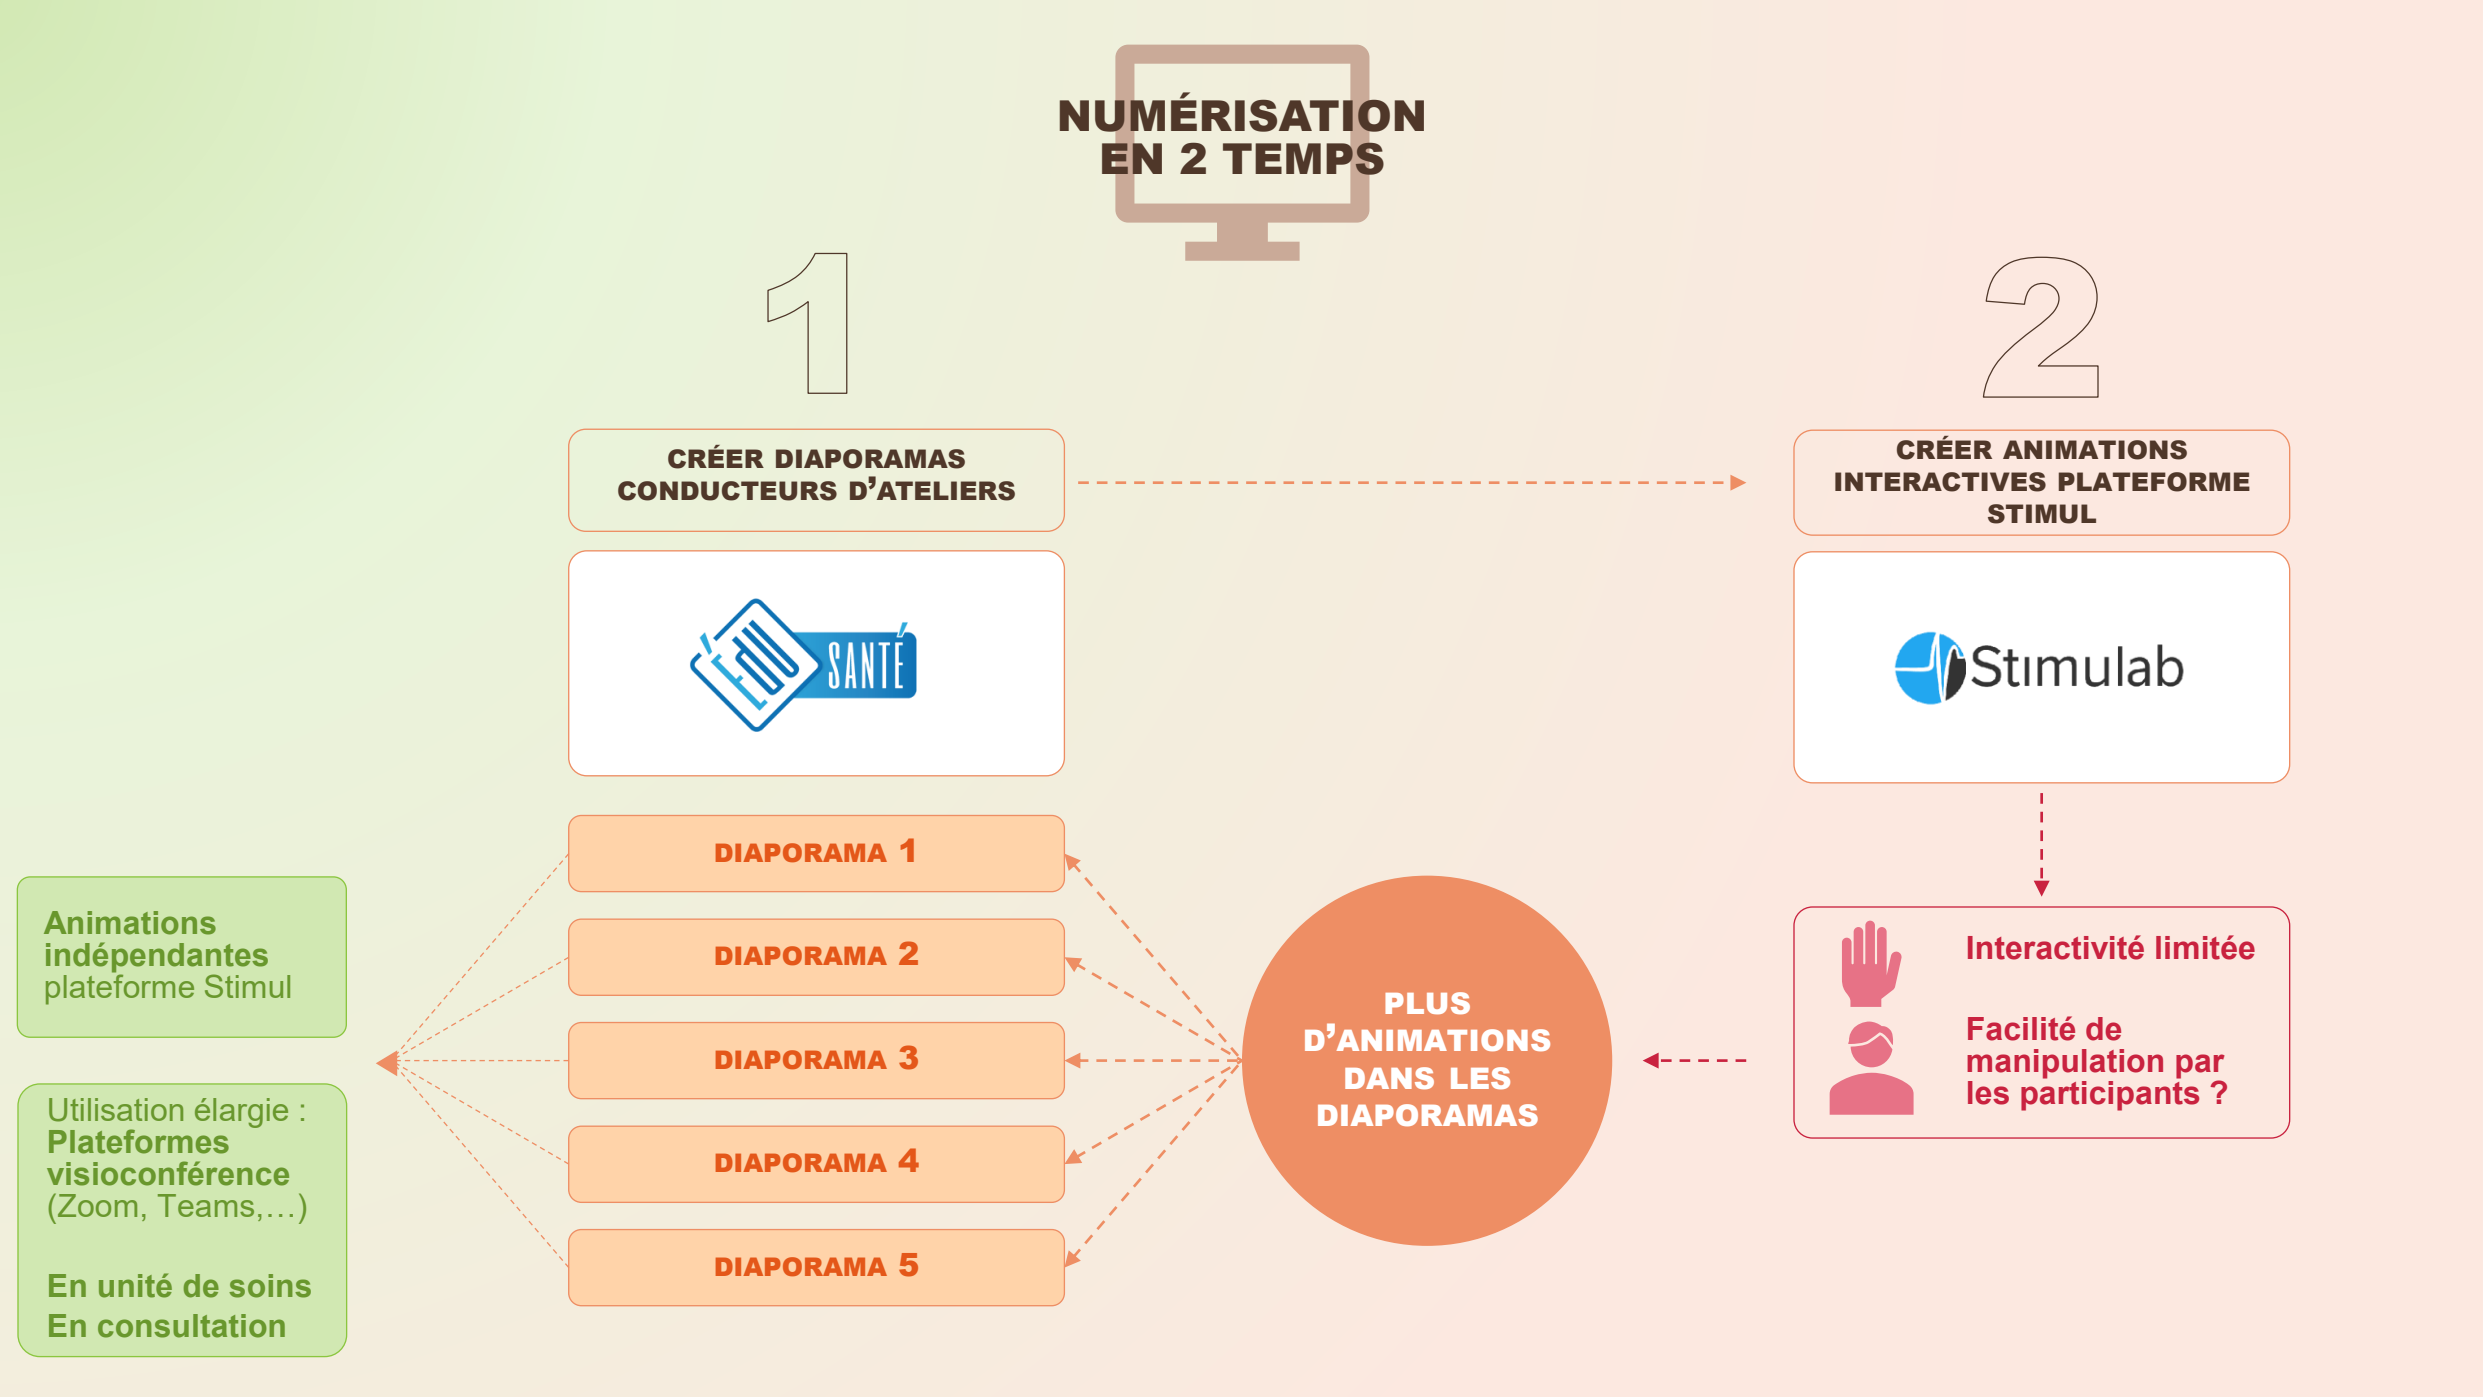 NUMÉRISATION
EN 2 TEMPS
1
2
CRÉER DIAPORAMAS
CONDUCTEURS D’ATELIERS
CRÉER ANIMATIONS
INTERACTIVES PLATEFORME
STIMUL
ÉTHU SANTÉ
Stimulab
DIAPORAMA 1
DIAPORAMA 2
DIAPORAMA 3
DIAPORAMA 4
DIAPORAMA 5
Animations
indépendantes
plateforme Stimul
Utilisation élargie :
Plateformes
visioconférence
(Zoom, Teams,…)
En unité de soins
En consultation
PLUS
D’ANIMATIONS
DANS LES
DIAPORAMAS
Interactivité limitée
Facilité de
manipulation par
les participants ?